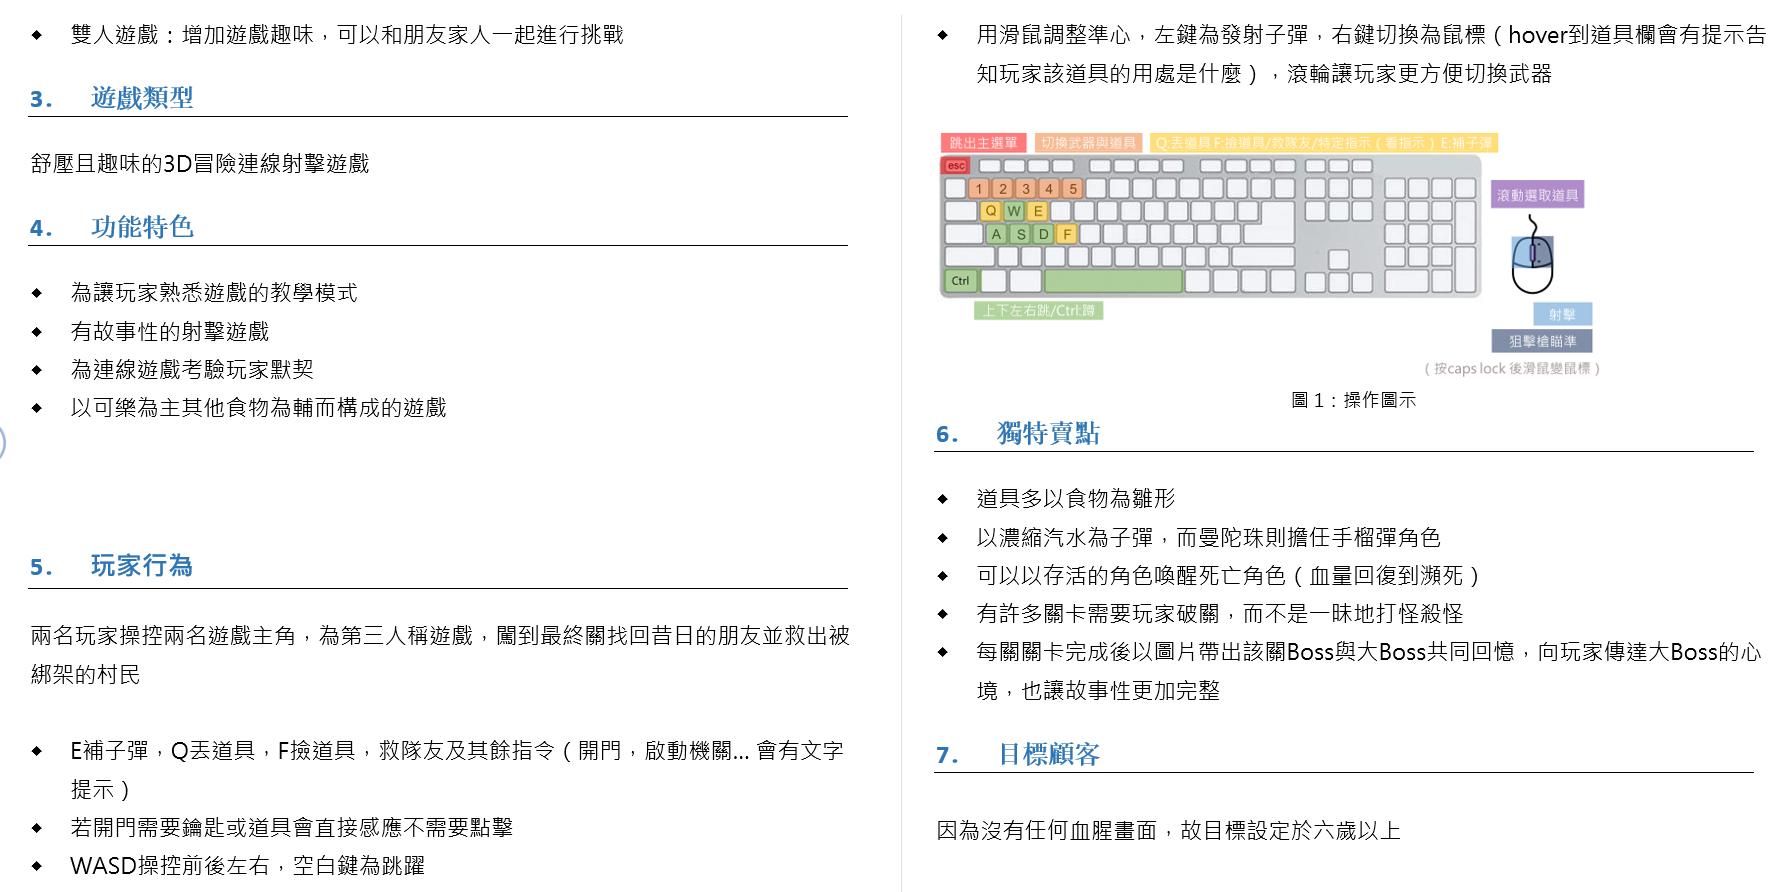 ◆ 雙人遊戲：增加遊戲趣味，可以和朋友家人一起進行挑戰
3. 遊戲類型
舒壓且趣味的3D冒險連線射擊遊戲
4. 功能特色
◆ 為讓玩家熟悉遊戲的教學模式
◆ 有故事性的射擊遊戲
◆ 為連線遊戲考驗玩家默契
◆ 以可樂為主其他食物為輔而構成的遊戲
5. 玩家行為
兩名玩家操控兩名遊戲主角，為第三人稱遊戲，闖到最終關找回昔日的朋友並救出被
綁架的村民
◆ E補子彈，Q丟道具，F撿道具，救隊友及其餘指令（開門，啟動機關... 會有文字
提示）
◆ 若開門需要鑰匙或道具會直接感應不需要點擊
◆ WASD操控前後左右，空白鍵為跳躍
◆ 用滑鼠調整準心，左鍵為發射子彈，右鍵切換為鼠標（hover到道具欄會有提示告
知玩家該道具的用處是什麼），滾輪讓玩家更方便切換武器
跳出主選單 切換武器與道具 Q:丟道具 F:撿道具/救隊友/特定指示（看指示）E:補子彈
esc
1 2 3 4 5
滾動選取道具
Q W E
A S D F
Ctrl
上下左右跳/Ctrl:蹲
射擊
狙擊槍瞄準
（按caps lock 後滑鼠變鼠標）
圖 1：操作圖示
6. 獨特賣點
◆ 道具多以食物為雛形
◆ 以濃縮汽水為子彈，而曼陀珠則擔任手榴彈角色
◆ 可以以存活的角色喚醒死亡角色（血量回復到瀕死）
◆ 有許多關卡需要玩家破關，而不是一昧地打怪殺怪
◆ 每關關卡完成後以圖片帶出該關Boss與大Boss共同回憶，向玩家傳達大Boss的心
境，也讓故事性更加完整
7. 目標顧客
因為沒有任何血腥畫面，故目標設定於六歲以上